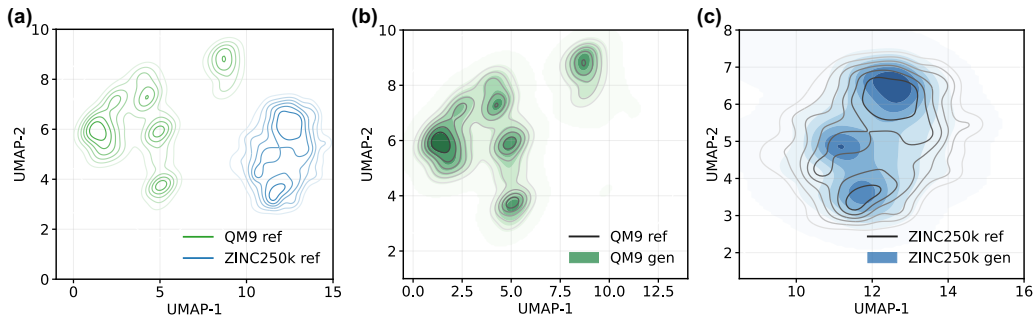 (a)
10
8
6
4
2
0
UMAP-2
0
5
10
15
UMAP-1
QM9 ref
ZINC250k ref
(b)
10
8
6
4
2
UMAP-2
0.0
2.5
5.0
7.5
10.0
12.5
UMAP-1
QM9 ref
QM9 gen
(c)
8
7
6
5
4
3
2
UMAP-2
10
12
14
16
UMAP-1
ZINC250k ref
ZINC250k gen